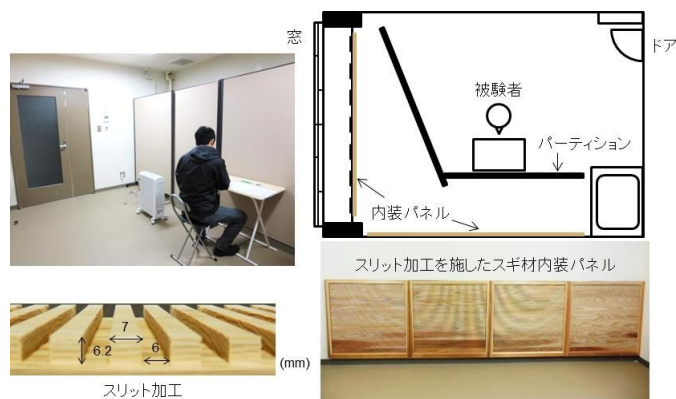 窓
ドア
被験者
パーティション
内装パネル
スリット加工を施したスギ材内装パネル
7
6.2
6
(mm)
スリット加工